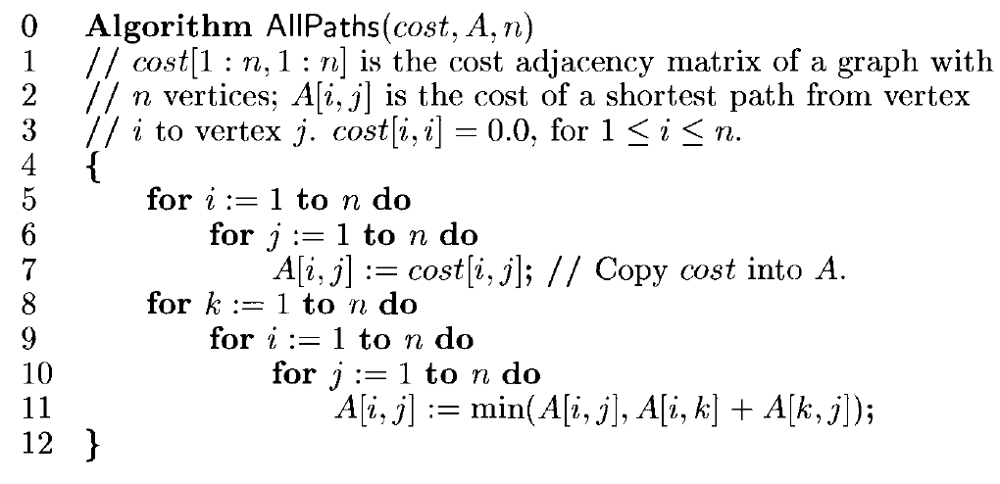 0 Algorithm AllPaths(cost, A, n)
1 // cost[1 : n, 1 : n] is the cost adjacency matrix of a graph with
2 // n vertices; A[i, j] is the cost of a shortest path from vertex
3 // i to vertex j. cost[i, i] = 0.0, for 1 ≤ i ≤ n.
4 {
5 for i := 1 to n do
6 for j := 1 to n do
7 A[i, j] := cost[i, j]; // Copy cost into A.
8 for k := 1 to n do
9 for i := 1 to n do
10 for j := 1 to n do
11 A[i, j] := min(A[i, j], A[i, k] + A[k, j]);
12 }